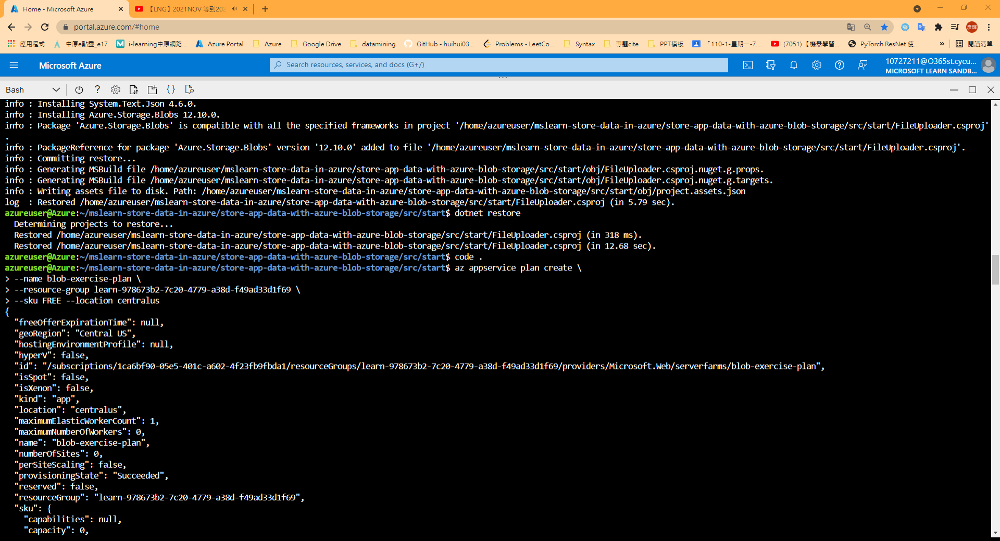 Home - Microsoft Azure
【LNG】2021NOV 等到202
portal.azure.com/#home
彥輝
應用程式
中原e點靈_e17
i-learning中原網路...
Azure Portal
Azure
Google Drive
datamining
GitHub - huihui03...
Problems - LeetCo...
Syntax
專題cite
PPT模板
「110-1-星期一-7....
(7051) 【機器學習...
PyTorch ResNet 使...
»
閱讀清單
Microsoft Azure
Search resources, services, and docs (G+/)
10727211@O365st.cycu...
MICROSOFT LEARN SANDB...
Bash
info : Installing System.Text.Json 4.6.0.
info : Installing Azure.Storage.Blobs 12.10.0.
info : Package 'Azure.Storage.Blobs' is compatible with all the specified frameworks in project '/home/azureuser/mslearn-store-data-in-azure/store-app-data-with-azure-blob-storage/src/start/FileUploader.csproj'
.
info : PackageReference for package 'Azure.Storage.Blobs' version '12.10.0' added to file '/home/azureuser/mslearn-store-data-in-azure/store-app-data-with-azure-blob-storage/src/start/FileUploader.csproj'.
info : Committing restore...
info : Generating MSBuild file /home/azureuser/mslearn-store-data-in-azure/store-app-data-with-azure-blob-storage/src/start/obj/FileUploader.csproj.nuget.g.props.
info : Generating MSBuild file /home/azureuser/mslearn-store-data-in-azure/store-app-data-with-azure-blob-storage/src/start/obj/FileUploader.csproj.nuget.g.targets.
info : Writing assets file to disk. Path: /home/azureuser/mslearn-store-data-in-azure/store-app-data-with-azure-blob-storage/src/start/obj/project.assets.json
log  : Restored /home/azureuser/mslearn-store-data-in-azure/store-app-data-with-azure-blob-storage/src/start/FileUploader.csproj (in 5.79 sec).
azureuser@Azure:~/mslearn-store-data-in-azure/store-app-data-with-azure-blob-storage/src/start$ dotnet restore
  Determining projects to restore...
  Restored /home/azureuser/mslearn-store-data-in-azure/store-app-data-with-azure-blob-storage/src/start/FileUploader.csproj (in 318 ms).
  Restored /home/azureuser/mslearn-store-data-in-azure/store-app-data-with-azure-blob-storage/src/start/FileUploader.csproj (in 12.68 sec).
azureuser@Azure:~/mslearn-store-data-in-azure/store-app-data-with-azure-blob-storage/src/start$ code .
azureuser@Azure:~/mslearn-store-data-in-azure/store-app-data-with-azure-blob-storage/src/start$ az appservice plan create \
> --name blob-exercise-plan \
> --resource-group learn-978673b2-7c20-4779-a38d-f49ad33d1f69 \
> --sku FREE --location centralus
{
  "freeOfferExpirationTime": null,
  "geoRegion": "Central US",
  "hostingEnvironmentProfile": null,
  "hyperV": false,
  "id": "/subscriptions/1ca6bf90-05e5-401c-a602-4f23fb9fbda1/resourceGroups/learn-978673b2-7c20-4779-a38d-f49ad33d1f69/providers/Microsoft.Web/serverfarms/blob-exercise-plan",
  "isSpot": false,
  "isXenon": false,
  "kind": "app",
  "location": "centralus",
  "maximumElasticWorkerCount": 1,
  "maximumNumberOfWorkers": 0,
  "name": "blob-exercise-plan",
  "numberOfSites": 0,
  "perSiteScaling": false,
  "provisioningState": "Succeeded",
  "reserved": false,
  "resourceGroup": "learn-978673b2-7c20-4779-a38d-f49ad33d1f69",
  "sku": {
    "capabilities": null,
    "capacity": 0,